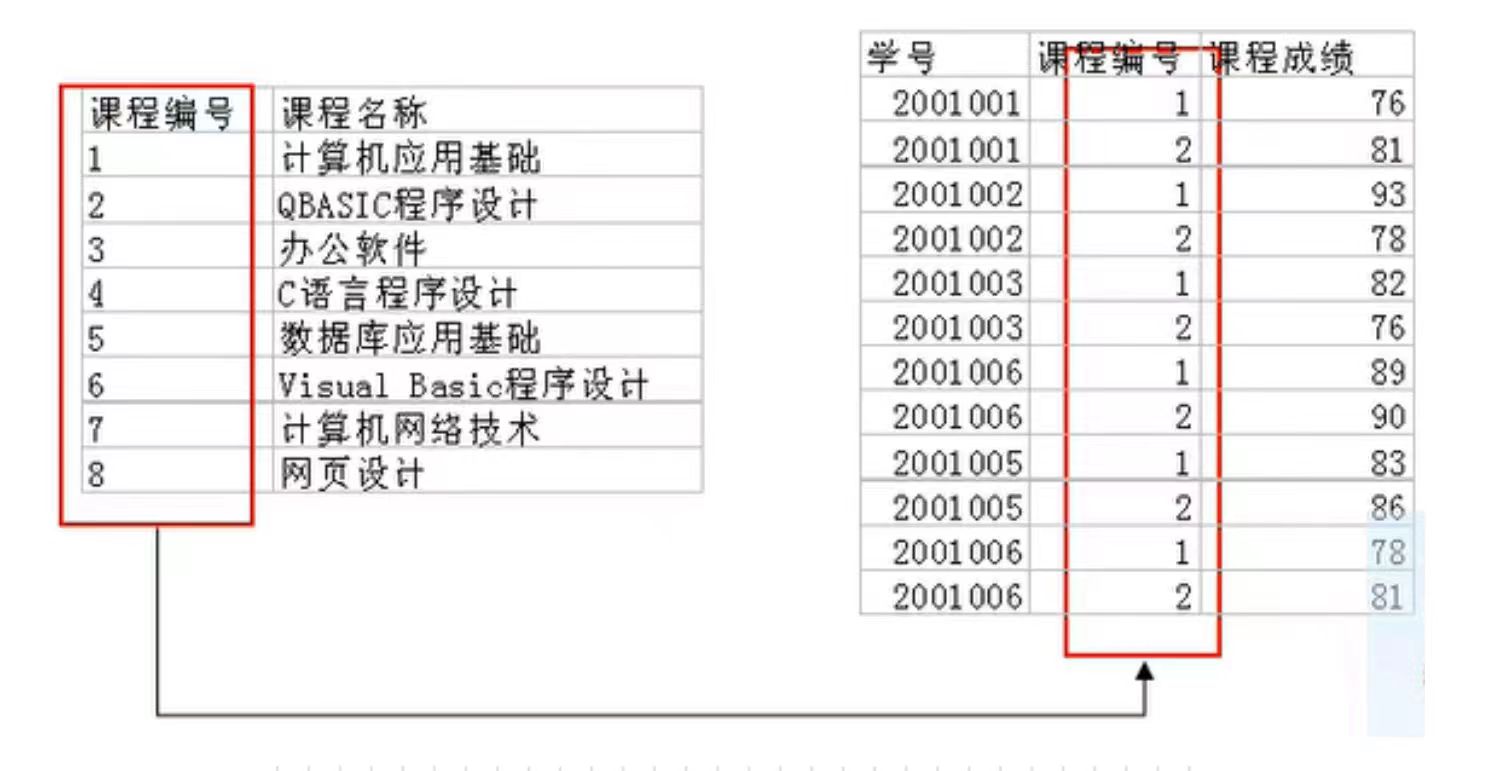 课程编号 课程名称
1 计算机应用基础
2 QBASIC程序设计
3 办公软件
4 C语言程序设计
5 数据库应用基础
6 Visual Basic程序设计
7 计算机网络技术
8 网页设计
学号 课程编号 课程成绩
2001001 1 76
2001001 2 81
2001002 1 93
2001002 2 78
2001003 1 82
2001003 2 76
2001006 1 89
2001006 2 90
2001005 1 83
2001005 2 86
2001006 1 78
2001006 2 81